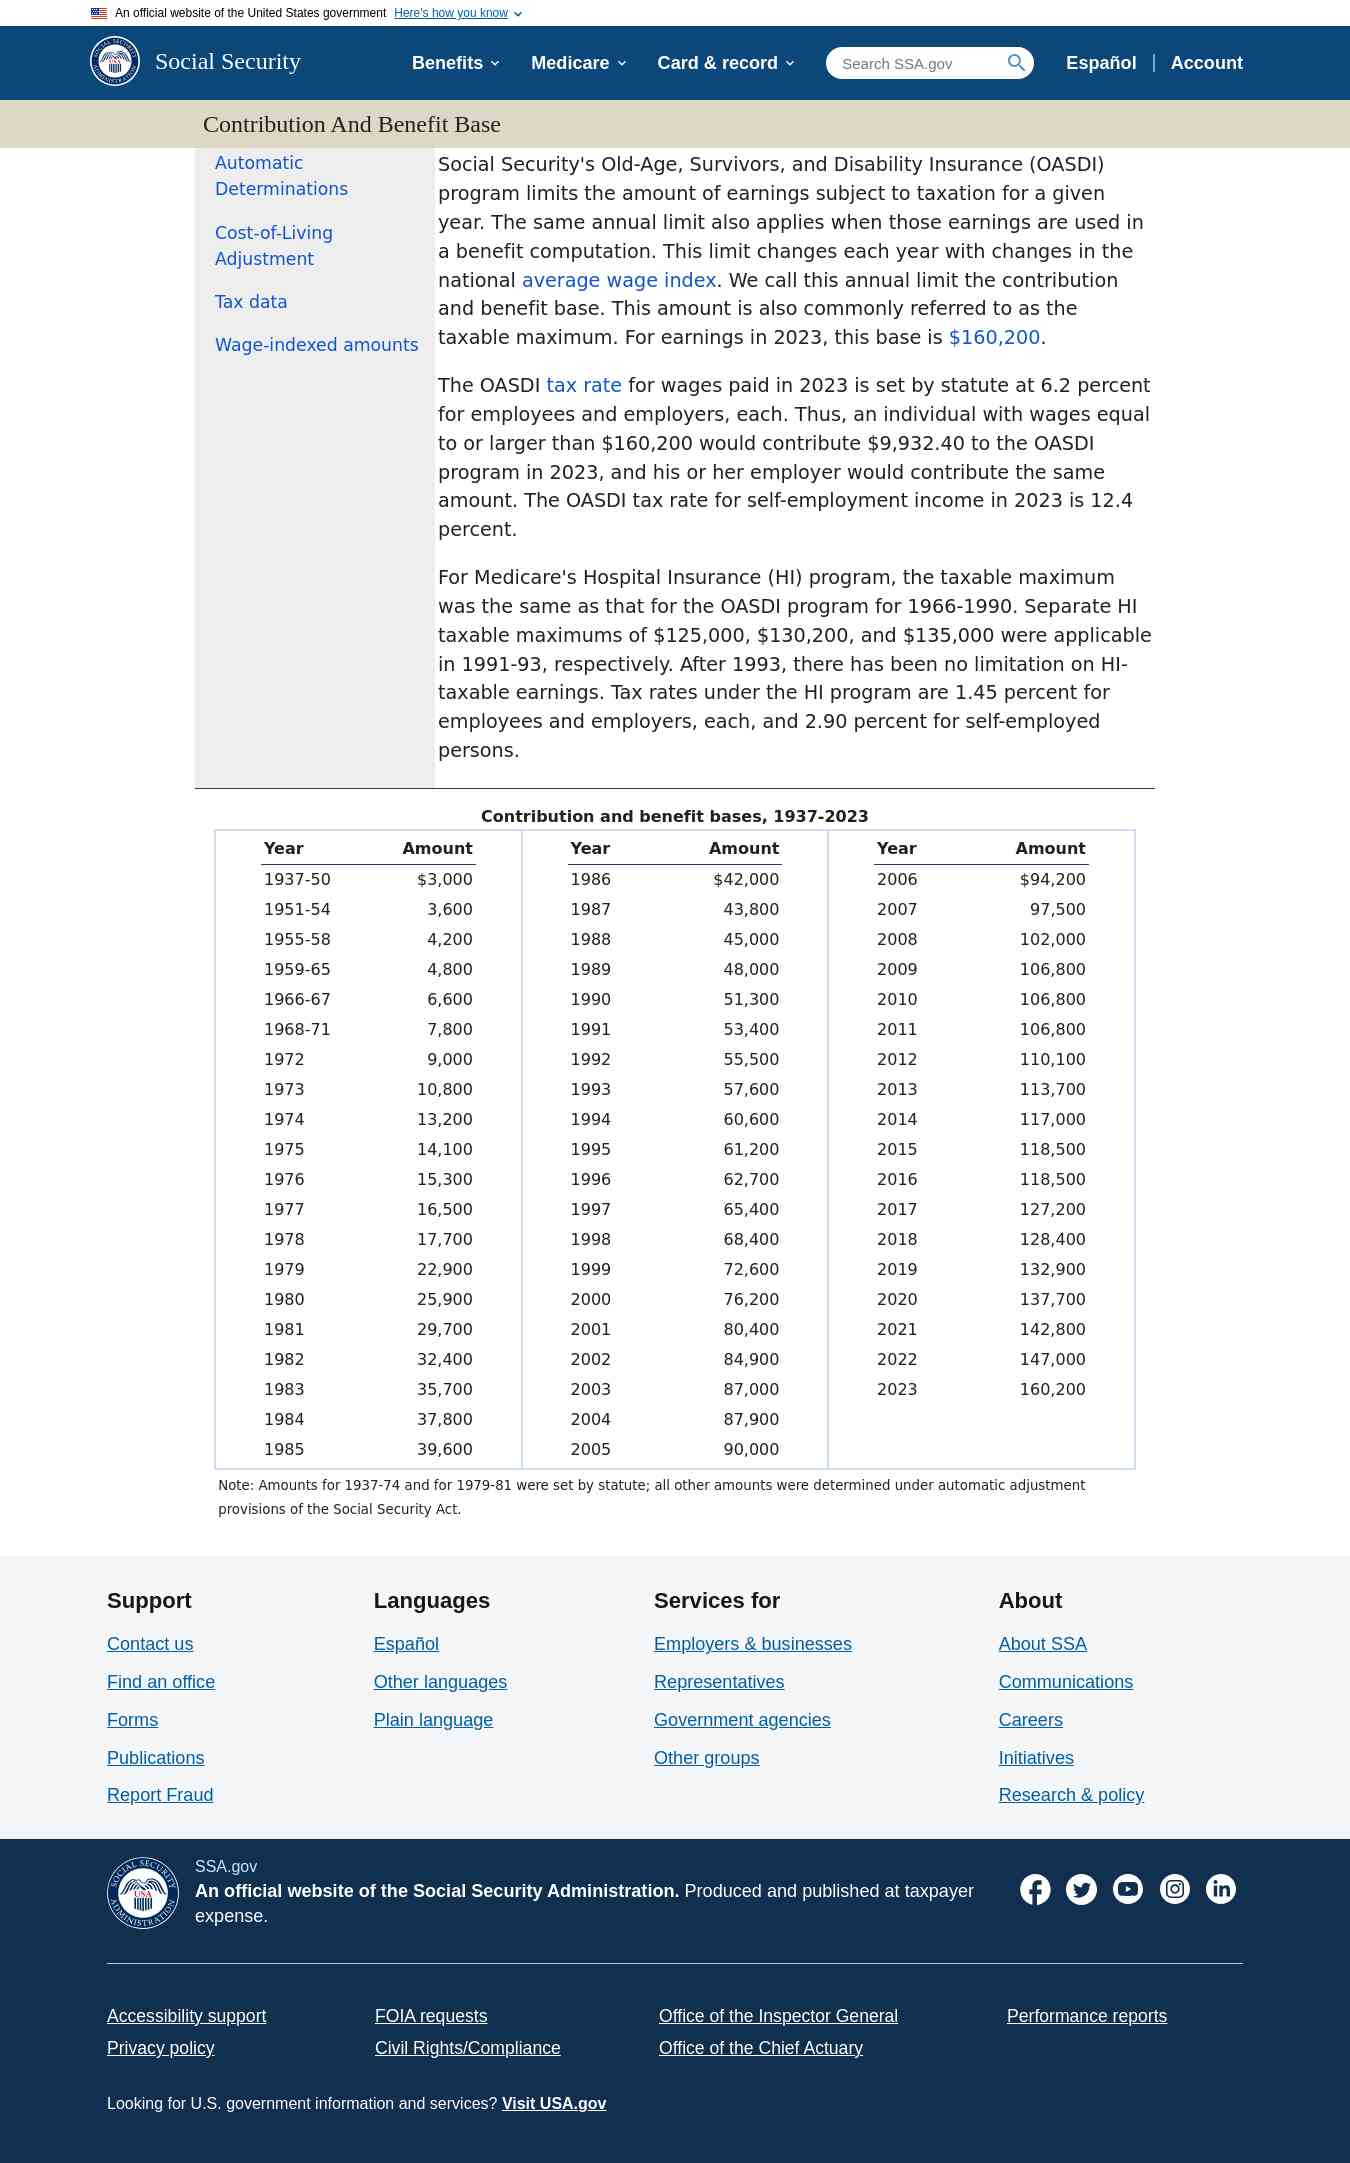 An official website of the United States government Here's how you know
Social Security
Benefits Medicare Card & record Search SSA.gov Español Account
Contribution And Benefit Base
Automatic
Determinations
Cost-of-Living
Adjustment
Tax data
Wage-indexed amounts
Social Security's Old-Age, Survivors, and Disability Insurance (OASDI)
program limits the amount of earnings subject to taxation for a given
year. The same annual limit also applies when those earnings are used in
a benefit computation. This limit changes each year with changes in the
national average wage index. We call this annual limit the contribution
and benefit base. This amount is also commonly referred to as the
taxable maximum. For earnings in 2023, this base is $160,200.
The OASDI tax rate for wages paid in 2023 is set by statute at 6.2 percent
for employees and employers, each. Thus, an individual with wages equal
to or larger than $160,200 would contribute $9,932.40 to the OASDI
program in 2023, and his or her employer would contribute the same
amount. The OASDI tax rate for self-employment income in 2023 is 12.4
percent.
For Medicare's Hospital Insurance (HI) program, the taxable maximum
was the same as that for the OASDI program for 1966-1990. Separate HI
taxable maximums of $125,000, $130,200, and $135,000 were applicable
in 1991-93, respectively. After 1993, there has been no limitation on HI-
taxable earnings. Tax rates under the HI program are 1.45 percent for
employees and employers, each, and 2.90 percent for self-employed
persons.
Contribution and benefit bases, 1937-2023
Year Amount Year Amount Year Amount
1937-50 $3,000 1986 $42,000 2006 $94,200
1951-54 3,600 1987 43,800 2007 97,500
1955-58 4,200 1988 45,000 2008 102,000
1959-65 4,800 1989 48,000 2009 106,800
1966-67 6,600 1990 51,300 2010 106,800
1968-71 7,800 1991 53,400 2011 106,800
1972 9,000 1992 55,500 2012 110,100
1973 10,800 1993 57,600 2013 113,700
1974 13,200 1994 60,600 2014 117,000
1975 14,100 1995 61,200 2015 118,500
1976 15,300 1996 62,700 2016 118,500
1977 16,500 1997 65,400 2017 127,200
1978 17,700 1998 68,400 2018 128,400
1979 22,900 1999 72,600 2019 132,900
1980 25,900 2000 76,200 2020 137,700
1981 29,700 2001 80,400 2021 142,800
1982 32,400 2002 84,900 2022 147,000
1983 35,700 2003 87,000 2023 160,200
1984 37,800 2004 87,900
1985 39,600 2005 90,000
Note: Amounts for 1937-74 and for 1979-81 were set by statute; all other amounts were determined under automatic adjustment
provisions of the Social Security Act.
Support Languages Services for About
Contact us Español Employers & businesses About SSA
Find an office Other languages Representatives Communications
Forms Plain language Government agencies Careers
Publications Other groups Initiatives
Report Fraud Research & policy
SOCIAL SECURITY ADMINISTRATION USA
SSA.gov
An official website of the Social Security Administration. Produced and published at taxpayer
expense.
Accessibility support FOIA requests Office of the Inspector General Performance reports
Privacy policy Civil Rights/Compliance Office of the Chief Actuary
Looking for U.S. government information and services? Visit USA.gov